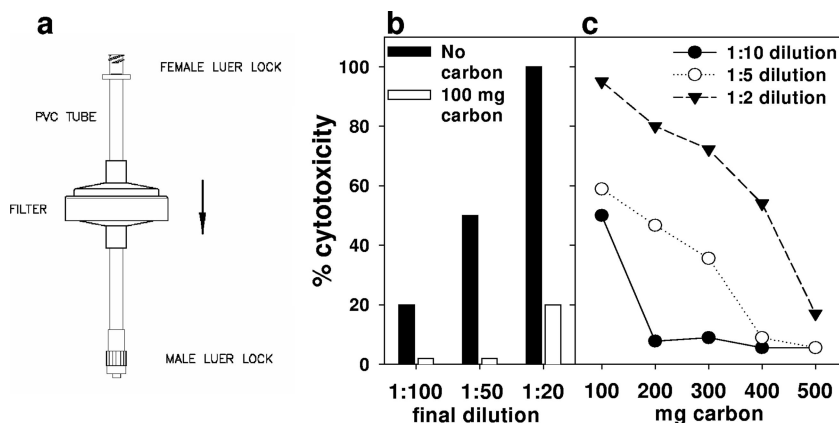 a
FEMALE LUER LOCK
PVC TUBE
FILTER
MALE LUER LOCK
b
No
carbon
100 mg
carbon
% cytotoxicity
100
80
60
40
20
0
1:100 1:50 1:20
final dilution
c
1:10 dilution
1:5 dilution
1:2 dilution
100 200 300 400 500
mg carbon